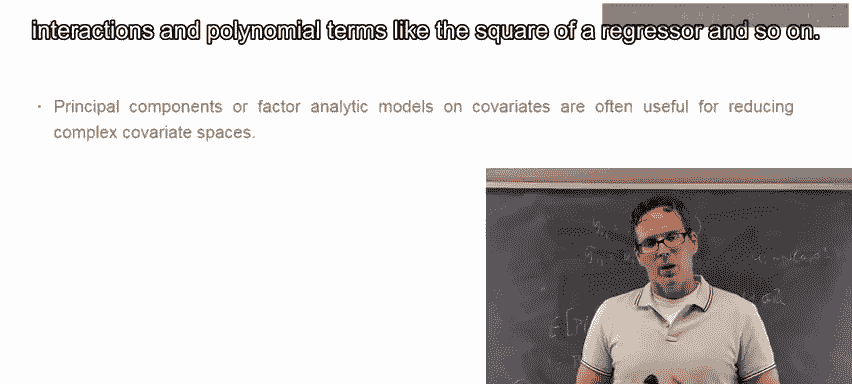 interactions and polynomial terms like the square of a regressor and so on.
· Principal components or factor analytic models on covariates are often useful for reducing
complex covariate spaces.